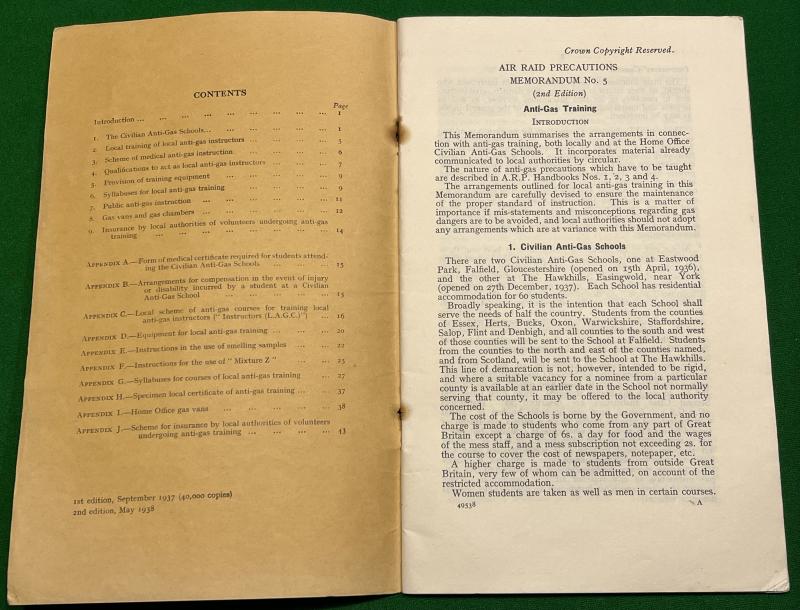 CONTENTS
Page
Introduction ... ... ... ... ... ... ... ... ... 1
1. The Civilian Anti-Gas Schools... ... ... ... ... ... 1
2. Local training of local anti-gas instructors ... ... ... ... 5
3. Scheme of medical anti-gas instruction ... ... ... ... 6
4. Qualifications to act as local anti-gas instructors ... ... ... 7
5. Provision of training equipment ... ... ... ... ... 9
6. Syllabuses for local anti-gas training ... ... ... ... 9
7. Public anti-gas instruction ... ... ... ... ... 11
8. Gas vans and gas chambers ... ... ... ... ... ... 12
9. Insurance by local authorities of volunteers undergoing anti-gas
training ... ... ... ... ... ... ... ... 14
APPENDIX A.—Form of medical certificate required for students attend-
ing the Civilian Anti-Gas Schools ... ... ... 15
APPENDIX B.—Arrangements for compensation in the event of injury
or disability incurred by a student at a Civilian
Anti-Gas School ... ... ... ... ... 15
APPENDIX C.—Local scheme of anti-gas courses for training local
anti-gas instructors (" Instructors (L.A.G.C.)") ... 16
APPENDIX D.—Equipment for local anti-gas training ... ... ... 20
APPENDIX E.—Instructions in the use of smelling samples ... ... 22
APPENDIX F.—Instructions for the use of " Mixture Z " ... ... 25
APPENDIX G.—Syllabuses for courses of local anti-gas training ... 27
APPENDIX H.—Specimen local certificate of anti-gas training ... ... 37
APPENDIX I.—Home Office gas vans ... ... ... ... ... 38
APPENDIX J.—Scheme for insurance by local authorities of volunteers
undergoing anti-gas training ... ... ... ... 43
1st edition, September 1937 (40,000 copies)
2nd edition, May 1938
Crown Copyright Reserved.
AIR RAID PRECAUTIONS
MEMORANDUM No. 5
(2nd Edition)
Anti-Gas Training
INTRODUCTION
This Memorandum summarises the arrangements in connec-
tion with anti-gas training, both locally and at the Home Office
Civilian Anti-Gas Schools. It incorporates material already
communicated to local authorities by circular.
The nature of anti-gas precautions which have to be taught
are described in A.R.P. Handbooks Nos. 1, 2, 3 and 4.
The arrangements outlined for local anti-gas training in this
Memorandum are carefully devised to ensure the maintenance
of the proper standard of instruction. This is a matter of
importance if mis-statements and misconceptions regarding gas
dangers are to be avoided, and local authorities should not adopt
any arrangements which are at variance with this Memorandum.
1. Civilian Anti-Gas Schools
There are two Civilian Anti-Gas Schools, one at Eastwood
Park, Falfield, Gloucestershire (opened on 15th April, 1936),
and the other at The Hawkhills, Easingwold, near York
(opened on 27th December, 1937). Each School has residential
accommodation for 60 students.
Broadly speaking, it is the intention that each School shall
serve the needs of half the country. Students from the counties
of Essex, Herts, Bucks, Oxon, Warwickshire, Staffordshire,
Salop, Flint and Denbigh, and all counties to the south and west
of those counties will be sent to the School at Falfield. Students
from the counties to the north and east of the counties named,
and from Scotland, will be sent to the School at The Hawkhills.
This line of demarcation is not, however, intended to be rigid,
and where a suitable vacancy for a nominee from a particular
county is available at an earlier date in the School not normally
serving that county, it may be offered to the local authority
concerned.
The cost of the Schools is borne by the Government, and no
charge is made to students who come from any part of Great
Britain except a charge of 6s. a day for food and the wages
of the mess staff, and a mess subscription not exceeding 2s. for
the course to cover the cost of newspapers, notepaper, etc.
A higher charge is made to students from outside Great
Britain, very few of whom can be admitted, on account of the
restricted accommodation.
Women students are taken as well as men in certain courses.
49538 A